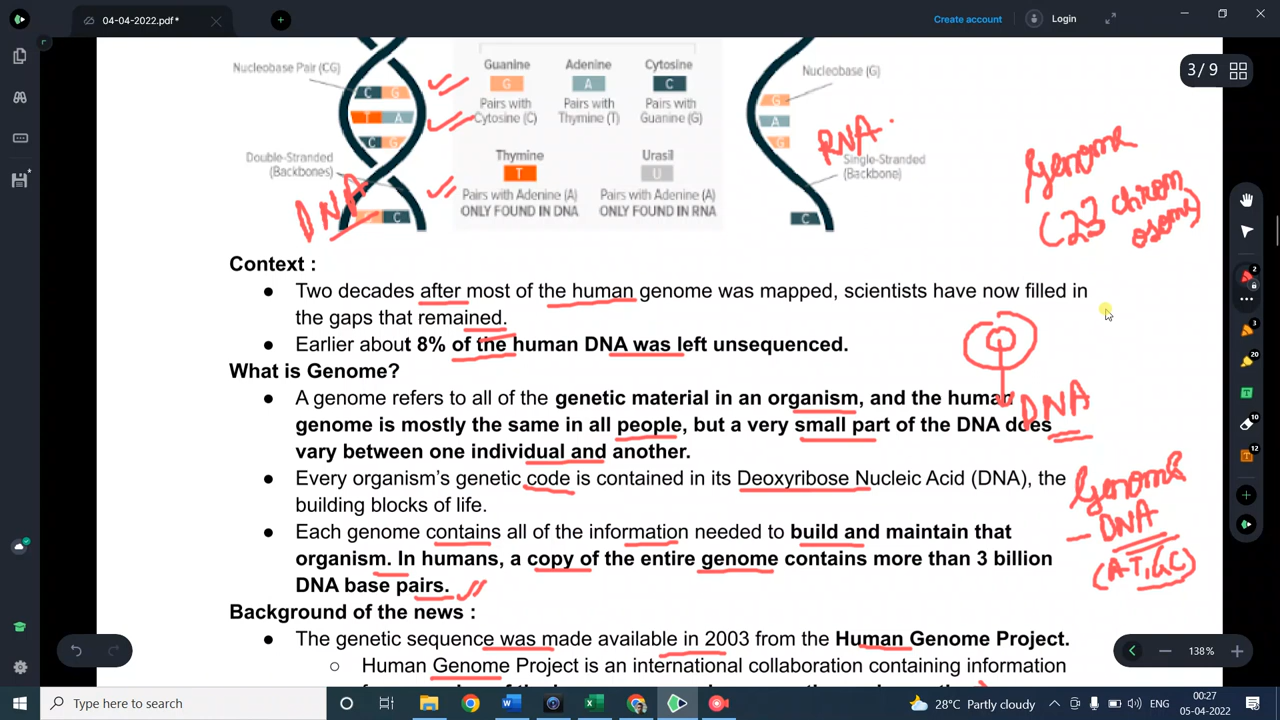 04-04-2022.pdf*
Create account
Login
3 / 9
Nucleobase Pair (CG)
Guanine
Adenine
Cytosine
Nucleobase (G)
C G
G
A
C
G
Pairs with
Cytosine (C)
Pairs with
Thymine (T)
Pairs with
Guanine (G)
T A
A
C G
G
RNA
Genome
(23 chrom
osome)
Double-Stranded
(Backbones)
Thymine
Urasil
Single-Stranded
(Backbone)
T
U
DNA
Pairs with Adenine (A)
ONLY FOUND IN DNA
Pairs with Adenine (A)
ONLY FOUND IN RNA
C
C
Context :
● Two decades after most of the human genome was mapped, scientists have now filled in
the gaps that remained.
● Earlier about 8% of the human DNA was left unsequenced.
What is Genome?
● A genome refers to all of the genetic material in an organism, and the human
genome is mostly the same in all people, but a very small part of the DNA does
vary between one individual and another.
DNA
● Every organism’s genetic code is contained in its Deoxyribose Nucleic Acid (DNA), the
building blocks of life.
Genome
– DNA
(A-T, GC)
● Each genome contains all of the information needed to build and maintain that
organism. In humans, a copy of the entire genome contains more than 3 billion
DNA base pairs.
Background of the news :
● The genetic sequence was made available in 2003 from the Human Genome Project.
○ Human Genome Project is an international collaboration containing information
138%
Type here to search
28°C Partly cloudy
ENG
00:27
05-04-2022